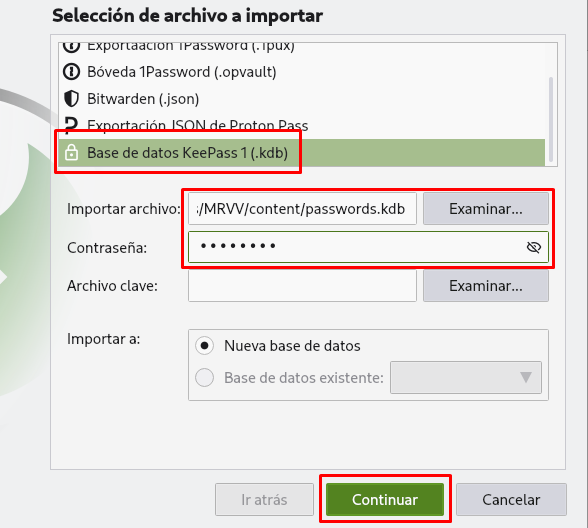 Selección de archivo a importar
Exportaación 1Password (.1pux)
Bóveda 1Password (.opvault)
Bitwarden (.json)
Exportación JSON de Proton Pass
Base de datos KeePass 1 (.kdb)
Importar archivo: s/MRVV/content/passwords.kdb Examinar...
Contraseña: ••••••••
Archivo clave: Examinar...
Importar a: Nueva base de datos
Base de datos existente:
Ir atrás Continuar Cancelar